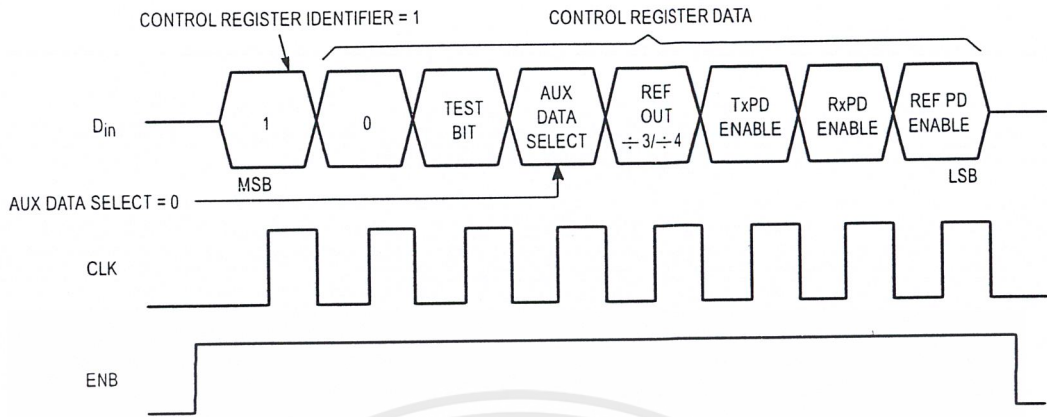 CONTROL REGISTER IDENTIFIER = 1
CONTROL REGISTER DATA
D_in
1
0
TEST
BIT
AUX
DATA
SELECT
REF
OUT
÷3/÷4
TxPD
ENABLE
RxPD
ENABLE
REF PD
ENABLE
MSB
LSB
AUX DATA SELECT = 0
CLK
ENB